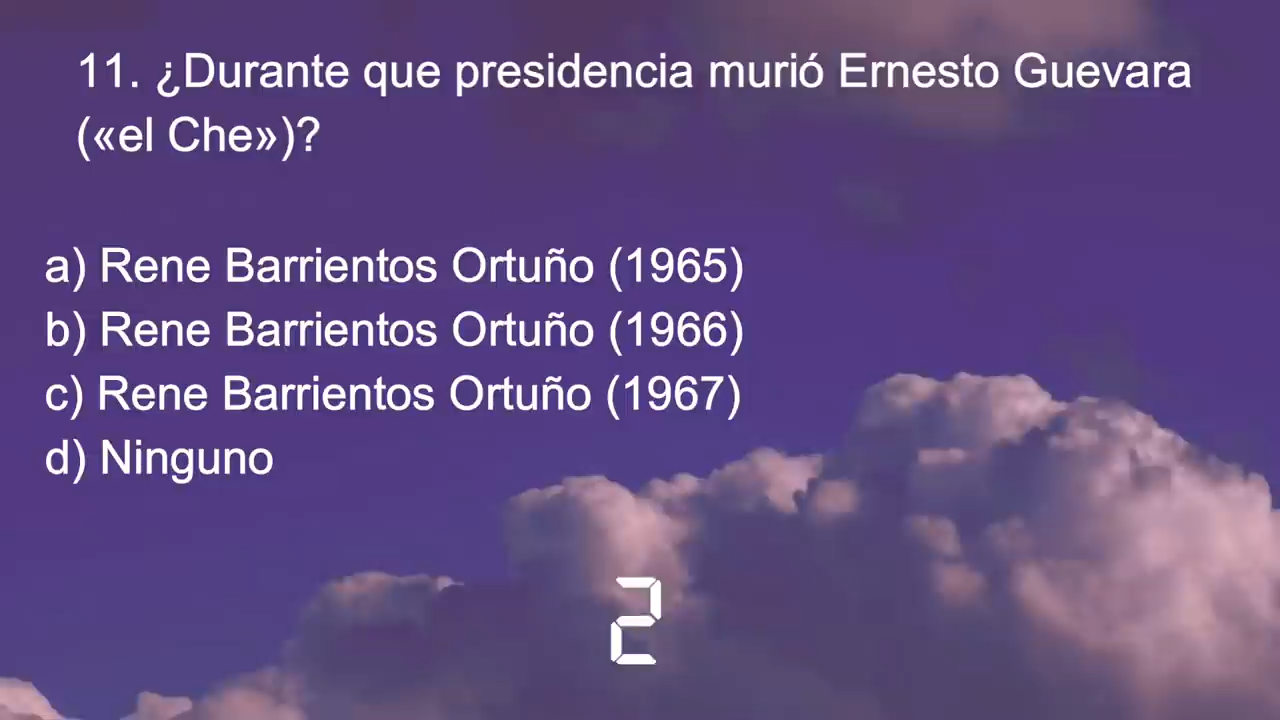 11. ¿Durante que presidencia murió Ernesto Guevara
(«el Che»)?
a) Rene Barrientos Ortuño (1965)
b) Rene Barrientos Ortuño (1966)
c) Rene Barrientos Ortuño (1967)
d) Ninguno
2